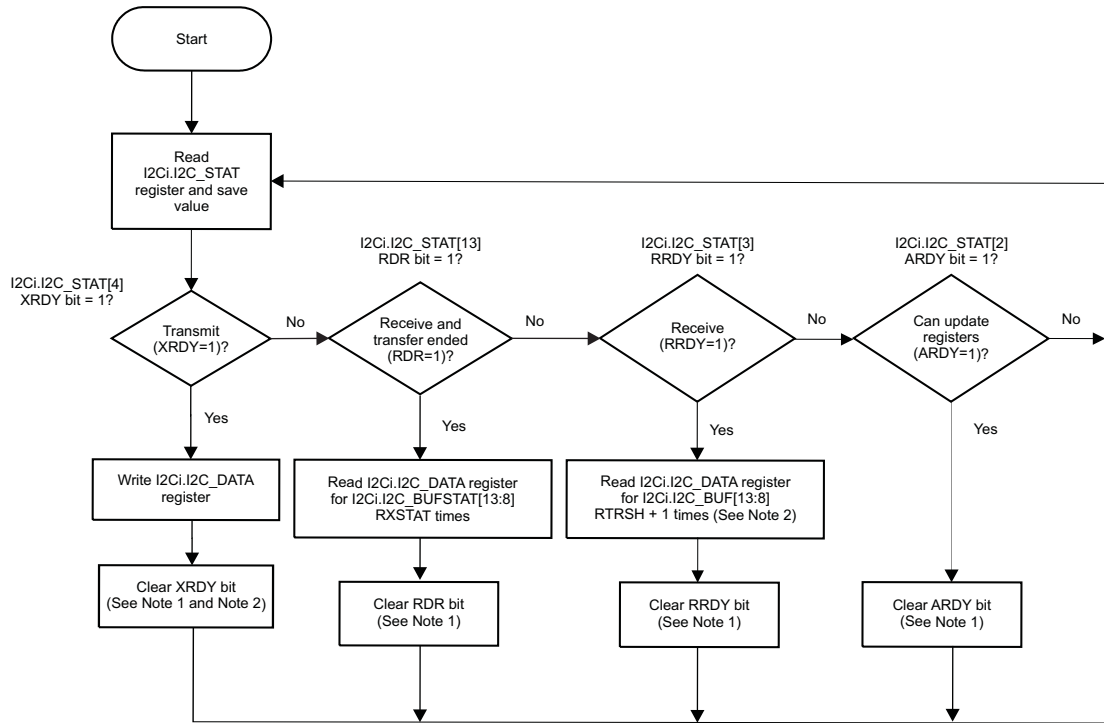 Start
Read
I2Ci.I2C_STAT
register and save
value
I2Ci.I2C_STAT[4]
XRDY bit = 1?
I2Ci.I2C_STAT[13]
RDR bit = 1?
I2Ci.I2C_STAT[3]
RRDY bit = 1?
I2Ci.I2C_STAT[2]
ARDY bit = 1?
Transmit
(XRDY=1)?
No
Receive and
transfer ended
(RDR=1)?
No
Receive
(RRDY=1)?
No
Can update
registers
(ARDY=1)?
No
Yes
Yes
Yes
Yes
Write I2Ci.I2C_DATA
register
Read I2Ci.I2C_DATA register
for I2Ci.I2C_BUFSTAT[13:8]
RXSTAT times
Read I2Ci.I2C_DATA register
for I2Ci.I2C_BUF[13:8]
RTRSH + 1 times (See Note 2)
Clear XRDY bit
(See Note 1 and Note 2)
Clear RDR bit
(See Note 1)
Clear RRDY bit
(See Note 1)
Clear ARDY bit
(See Note 1)